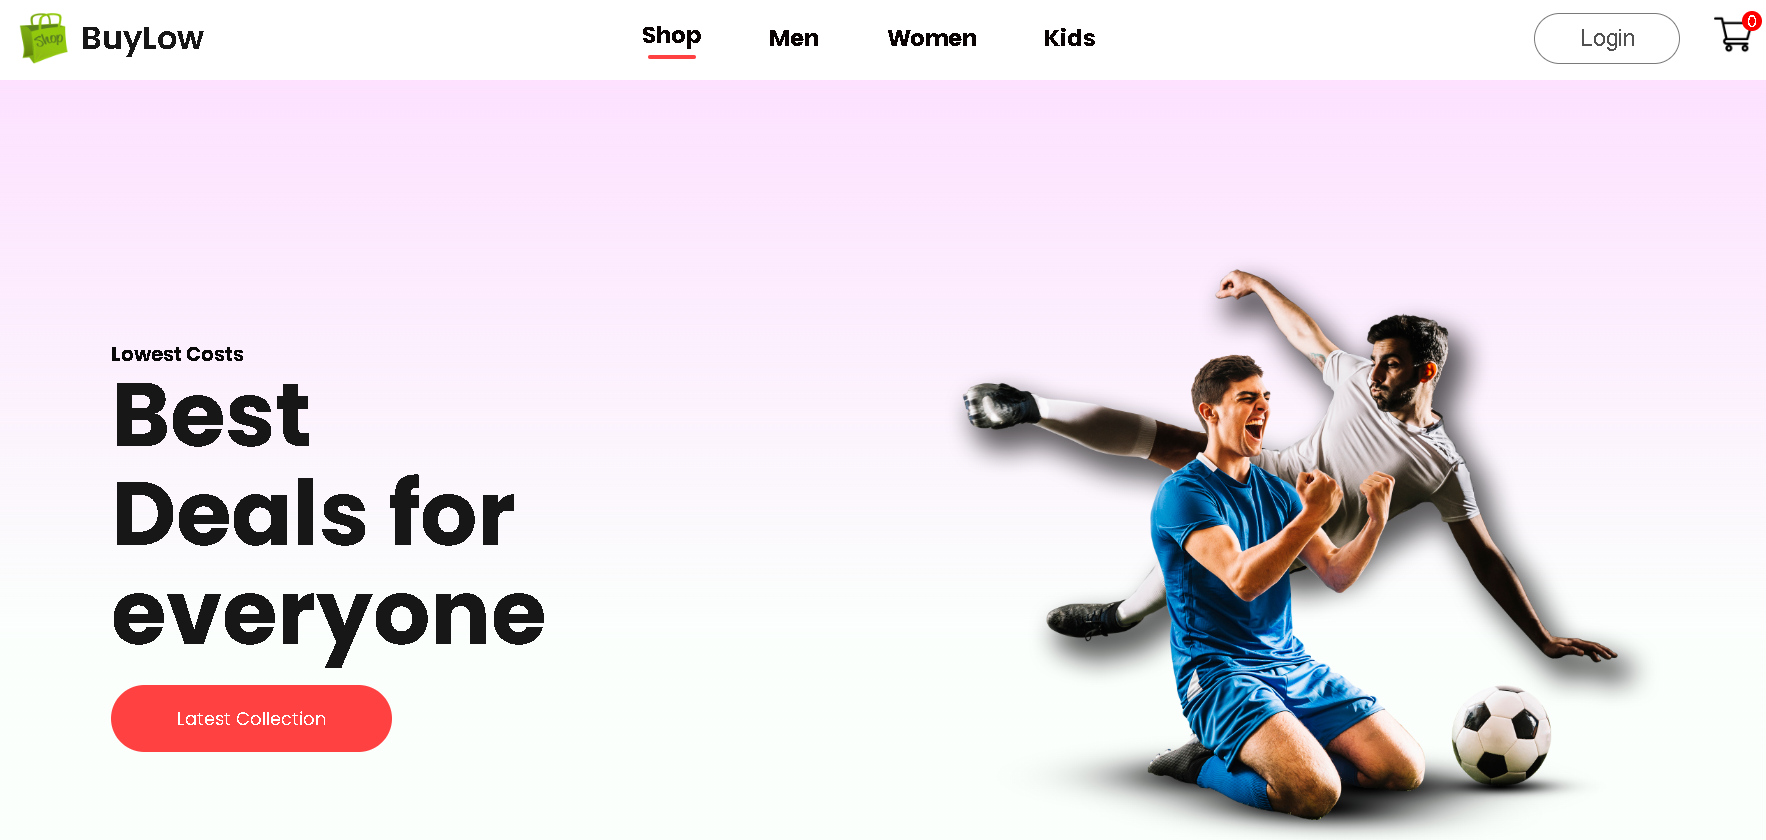 Shop
BuyLow
Shop
Men
Women
Kids
Login
0
Lowest Costs
Best
Deals for
everyone
Latest Collection